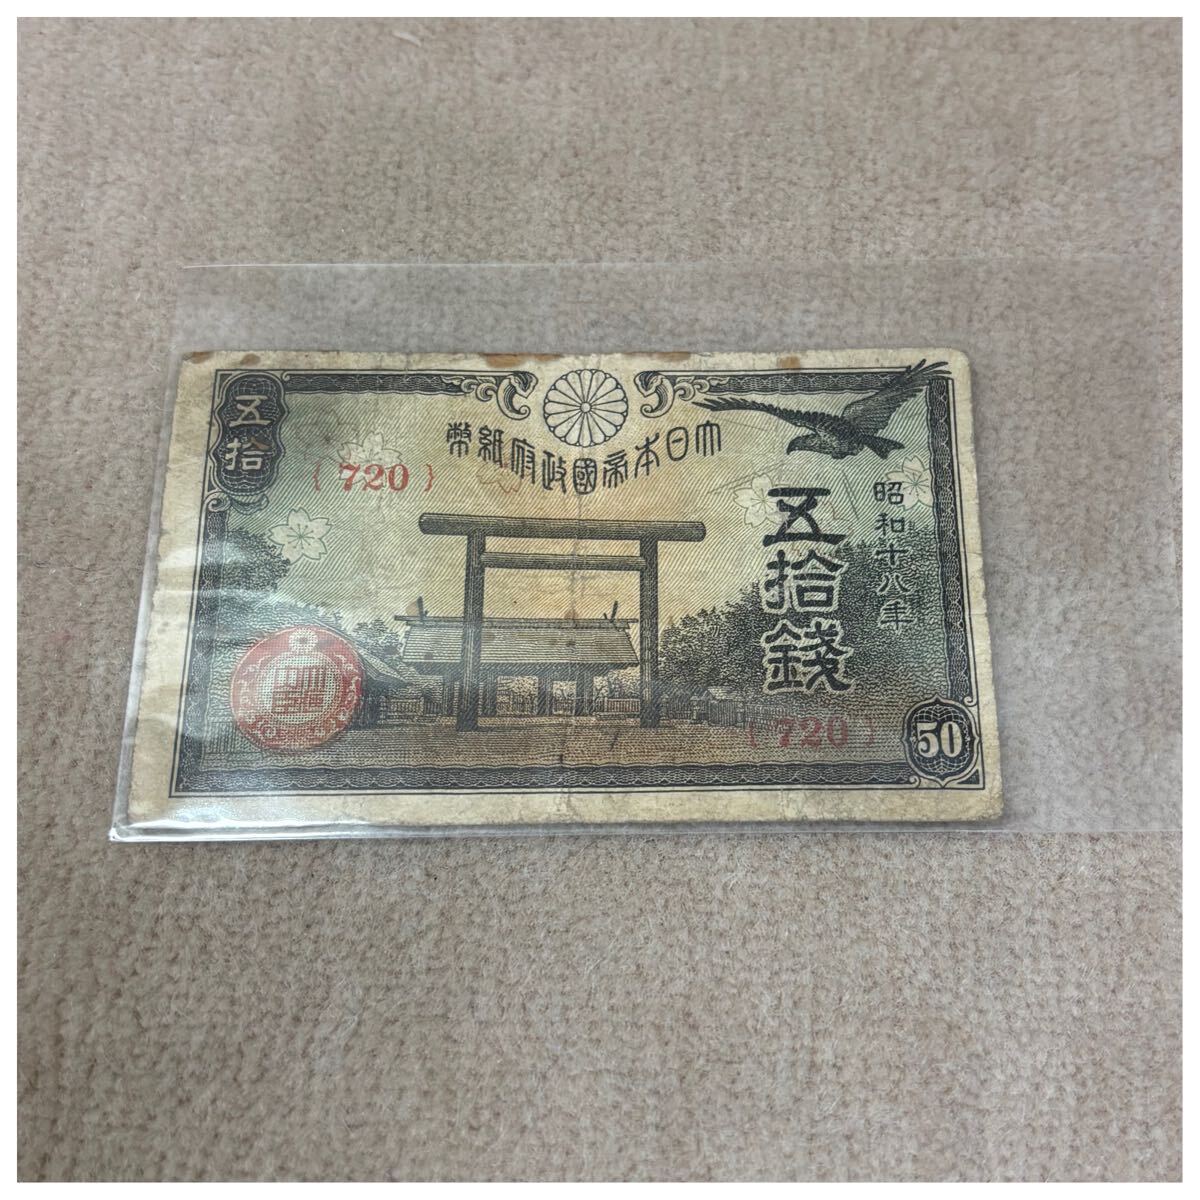 五拾
大日本帝國政府紙幣
{720}
昭和十八年
五拾錢
{720}
50